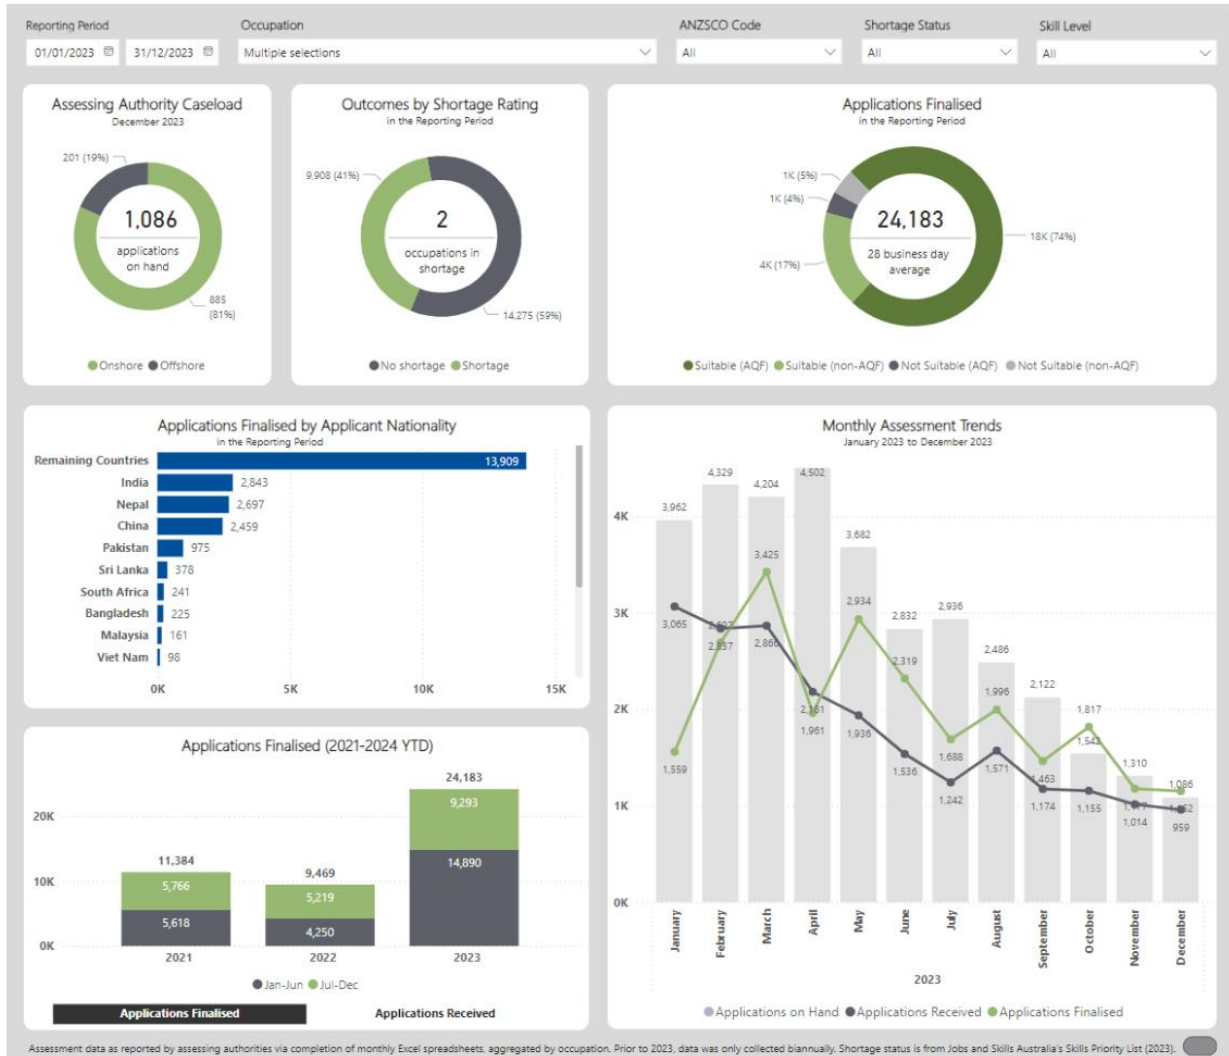 Reporting Period
Occupation
ANZSCO Code
Shortage Status
Skill Level
01/01/2023
31/12/2023
Multiple selections
All
All
All
Assessing Authority Caseload
December 2023
201 (19%)
1,086
applications
on hand
885
(81%)
Onshore
Offshore
Outcomes by Shortage Rating
in the Reporting Period
9,908 (41%)
2
occupations in
shortage
14,275 (59%)
No shortage
Shortage
Applications Finalised
in the Reporting Period
1K (5%)
1K (4%)
4K (17%)
24,183
28 business day
average
18K (74%)
Suitable (AQF)
Suitable (non-AQF)
Not Suitable (AQF)
Not Suitable (non-AQF)
Applications Finalised by Applicant Nationality
in the Reporting Period
Remaining Countries 13,909
India 2,843
Nepal 2,697
China 2,459
Pakistan 975
Sri Lanka 378
South Africa 241
Bangladesh 225
Malaysia 161
Viet Nam 98
0K 5K 10K 15K
Applications Finalised (2021-2024 YTD)
20K
10K
0K
11,384
5,766
5,618
9,469
5,219
4,250
24,183
9,293
14,890
2021 2022 2023
Jan-Jun
Jul-Dec
Applications Finalised
Applications Received
Monthly Assessment Trends
January 2023 to December 2023
4K
3K
2K
1K
0K
3,962
4,329
4,204
4,502
3,682
2,832
2,936
2,486
2,122
1,542
1,310
1,086
3,065
2,837
2,866
2,181
1,936
1,536
1,242
1,571
1,174
1,155
1,014
959
1,559
3,425
1,961
2,934
2,319
1,688
1,996
1,463
1,817
January
February
March
April
May
June
July
August
September
October
November
December
2023
Applications on Hand
Applications Received
Applications Finalised
Assessment data as reported by assessing authorities via completion of monthly Excel spreadsheets, aggregated by occupation. Prior to 2023, data was only collected biannually. Shortage status is from Jobs and Skills Australia's Skills Priority List (2023).